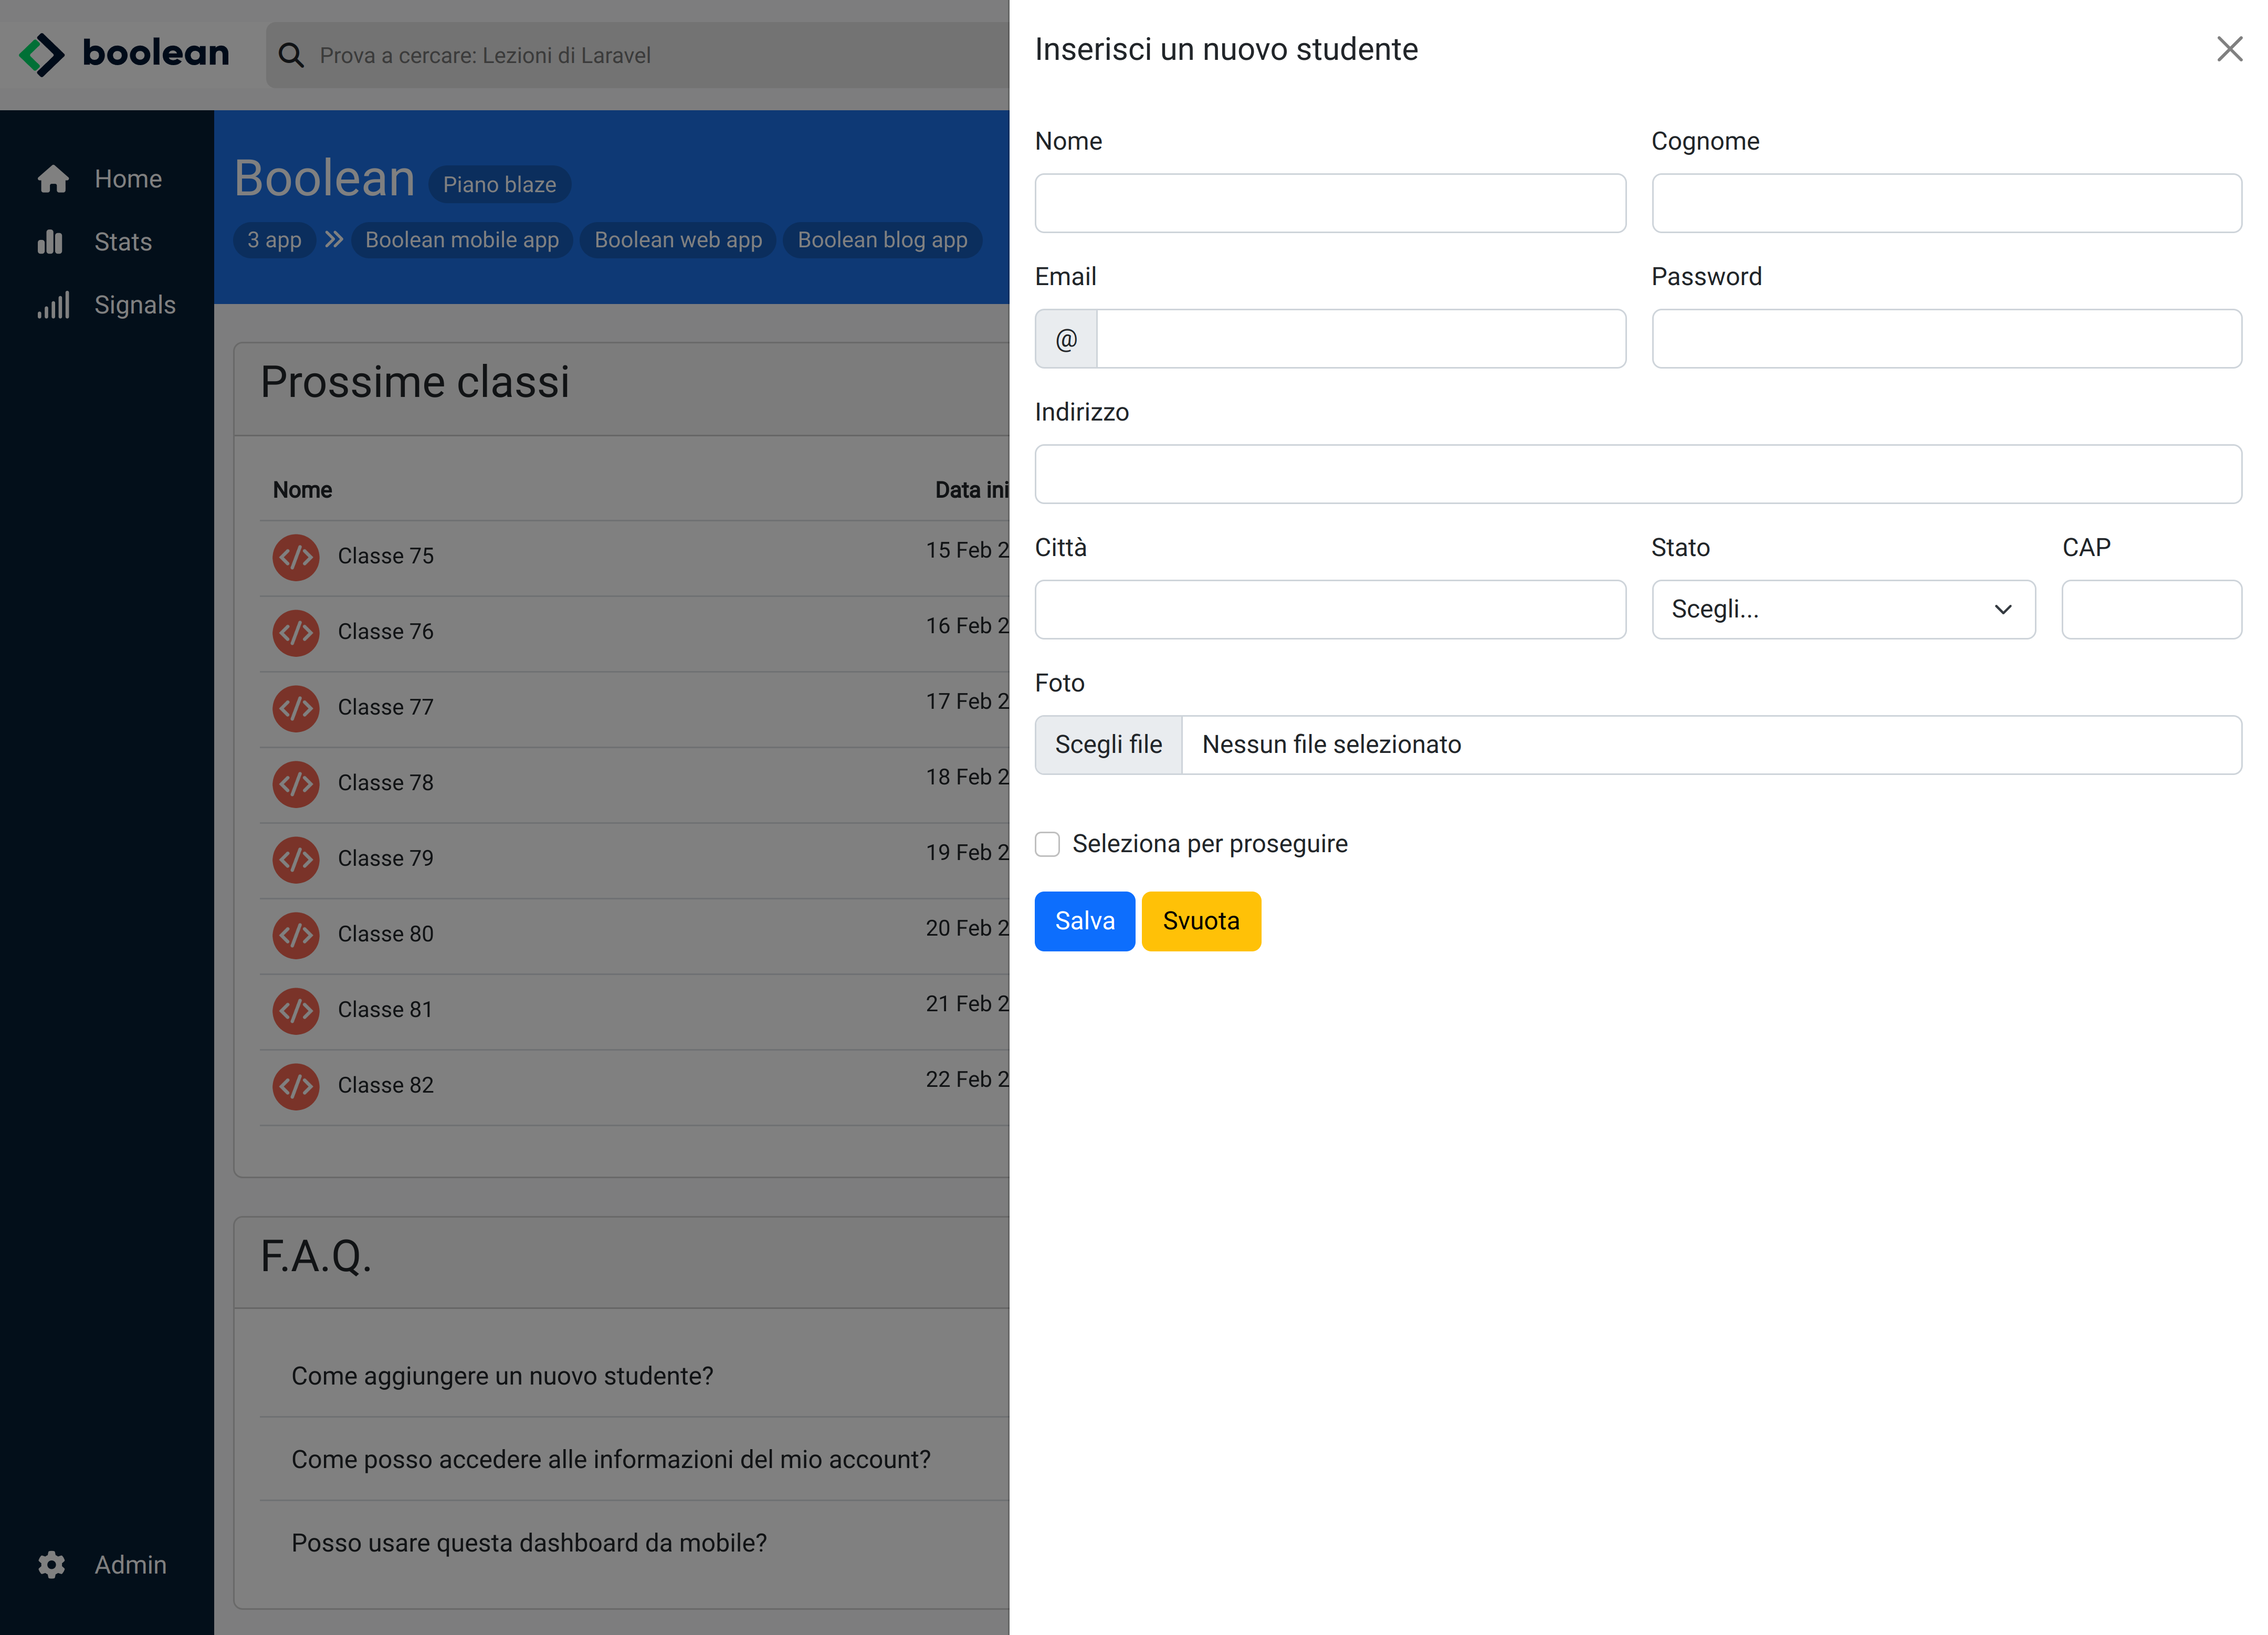 boolean
Prova a cercare: Lezioni di Laravel
Home
Stats
Signals
Admin
Boolean Piano blaze
3 app Boolean mobile app Boolean web app Boolean blog app
Prossime classi
Nome Data ini
Classe 75 15 Feb 2
Classe 76 16 Feb 2
Classe 77 17 Feb 2
Classe 78 18 Feb 2
Classe 79 19 Feb 2
Classe 80 20 Feb 2
Classe 81 21 Feb 2
Classe 82 22 Feb 2
F.A.Q.
Come aggiungere un nuovo studente?
Come posso accedere alle informazioni del mio account?
Posso usare questa dashboard da mobile?
Inserisci un nuovo studente
Nome Cognome
Email Password
@
Indirizzo
Città Stato CAP
Scegli...
Foto
Scegli file Nessun file selezionato
Seleziona per proseguire
Salva Svuota